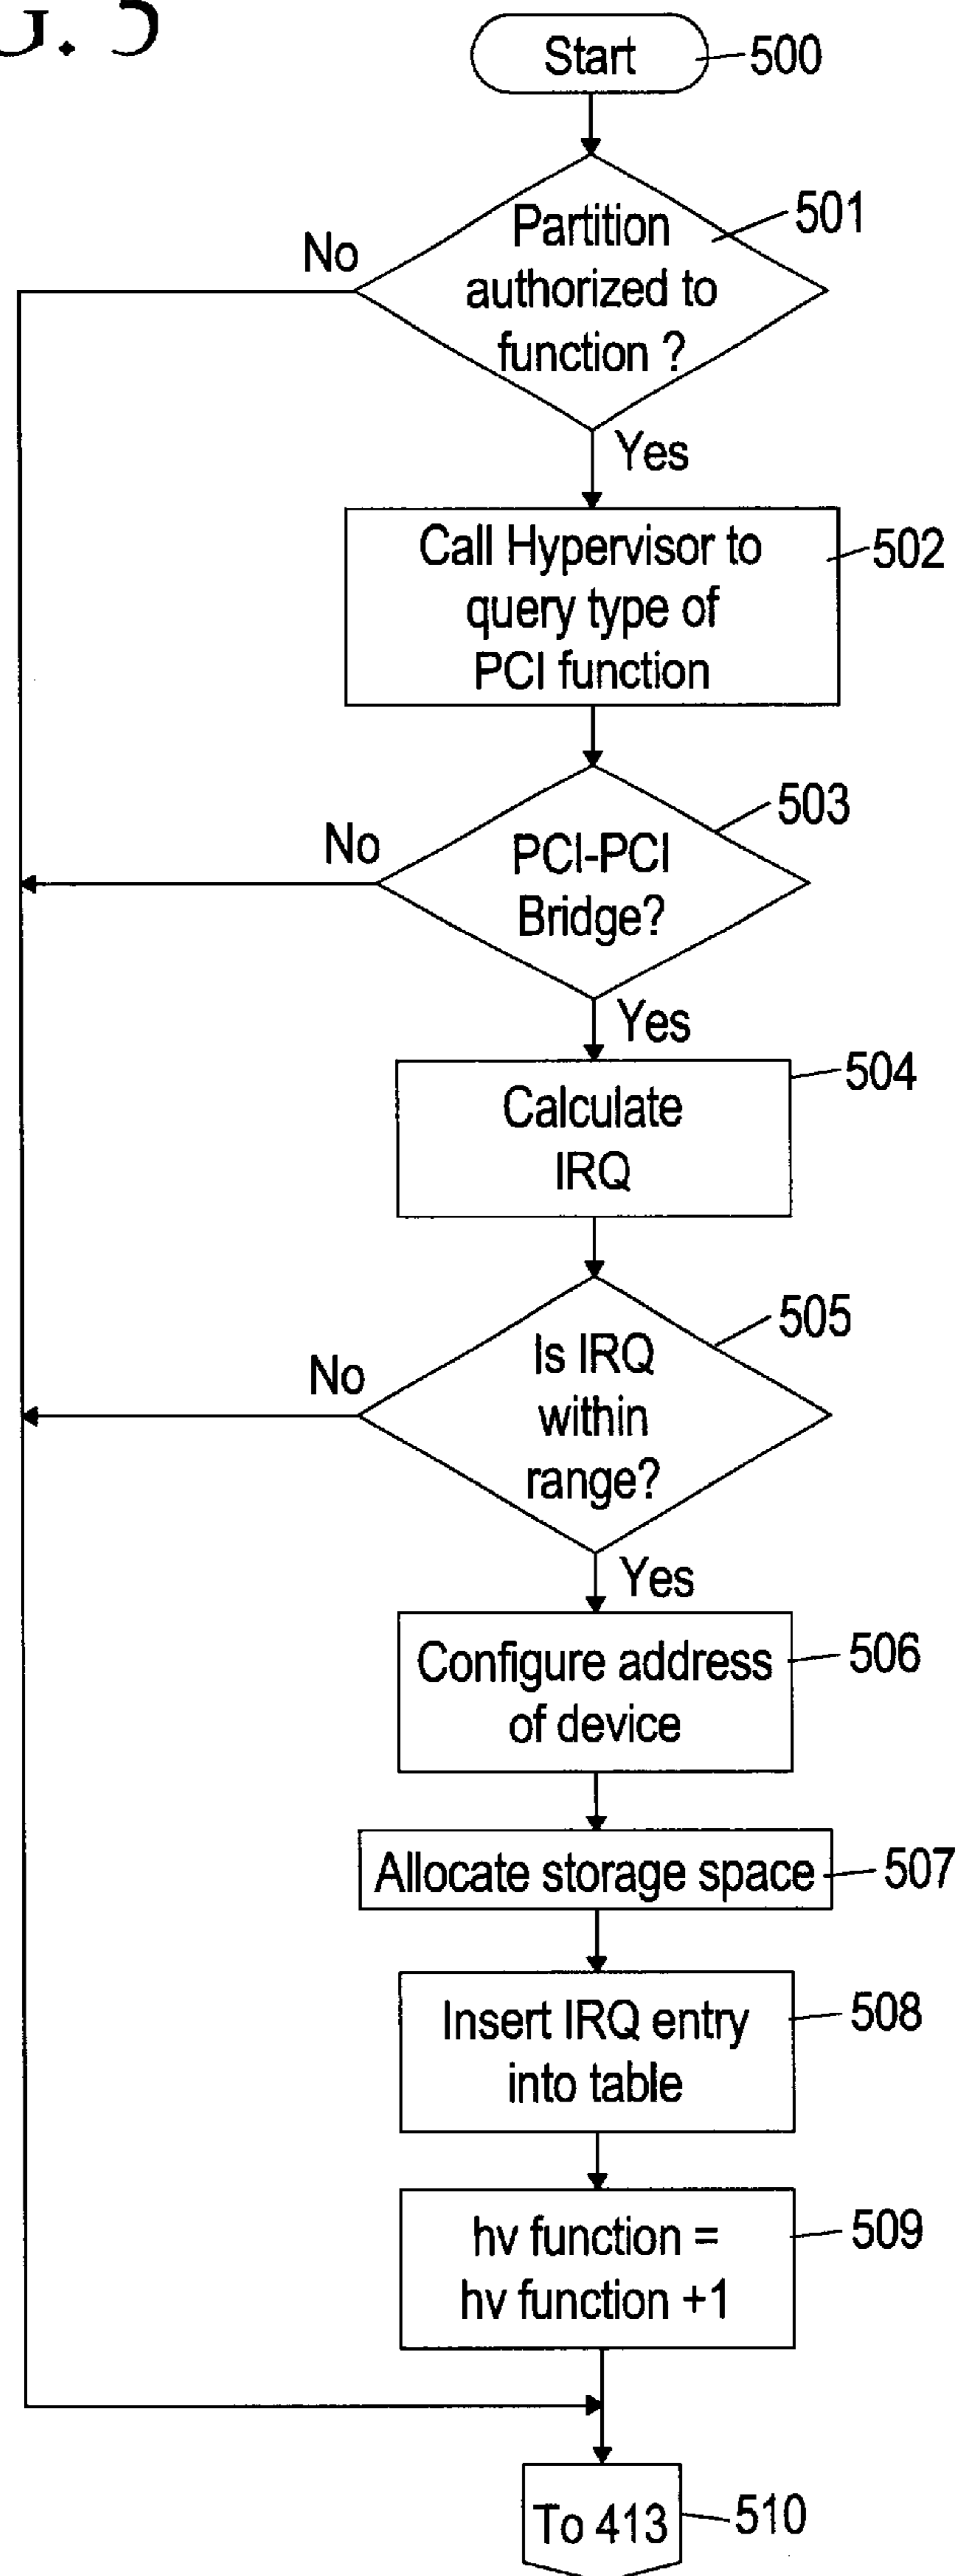 G. 5
Start
500
Partition
authorized to
function ?
501
No
Yes
Call Hypervisor to
query type of
PCI function
502
PCI-PCI
Bridge?
503
No
Yes
Calculate
IRQ
504
Is IRQ
within
range?
505
No
Yes
Configure address
of device
506
Allocate storage space
507
Insert IRQ entry
into table
508
hv function =
hv function +1
509
To 413
510